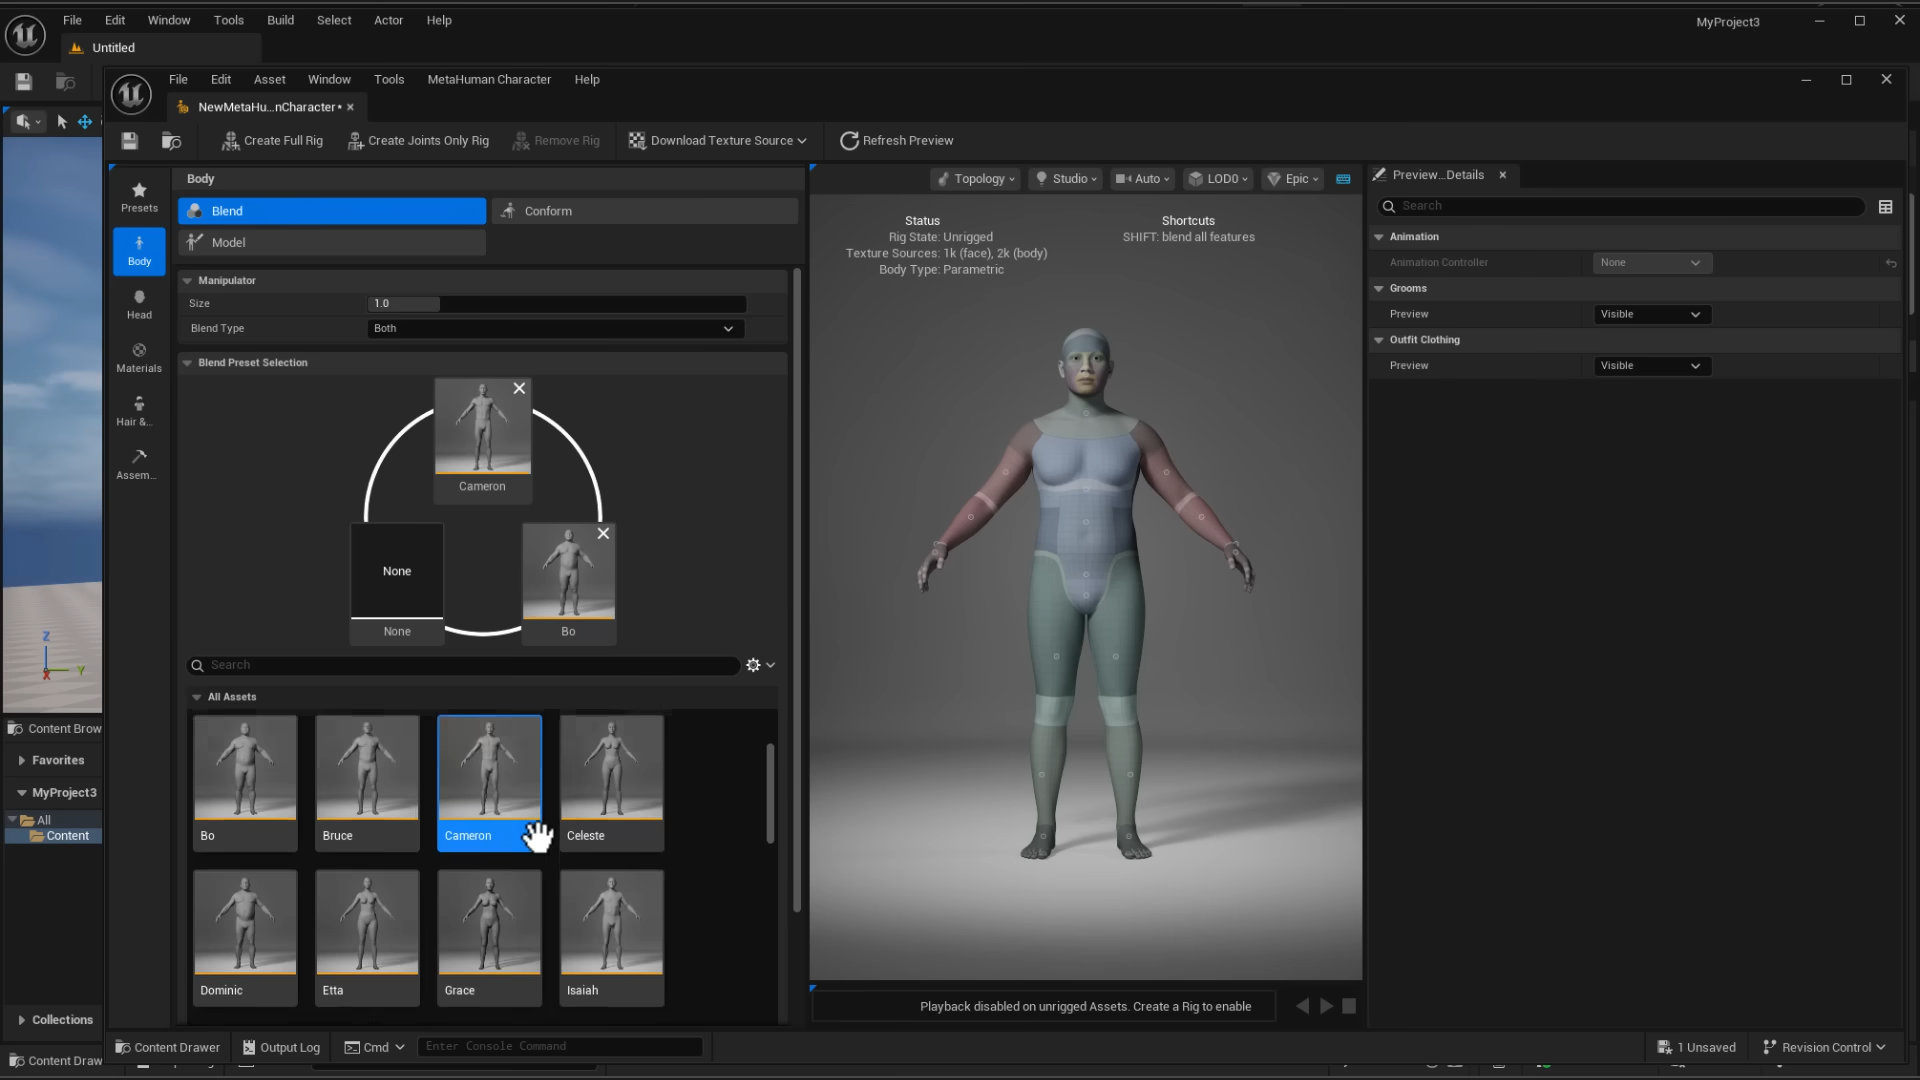 File Edit Window Tools Build Select Actor Help
MyProject3
Untitled
File Edit Asset Window Tools MetaHuman Character Help
NewMetaHu...nCharacter*
Create Full Rig
Create Joints Only Rig
Remove Rig
Download Texture Source
Refresh Preview
Presets
Body
Head
Materials
Hair &...
Assem...
Body
Blend
Conform
Model
Manipulator
Size 1.0
Blend Type Both
Blend Preset Selection
Cameron
None
None
Bo
Search
All Assets
Bo Bruce Cameron Celeste
Dominic Etta Grace Isaiah
Topology Studio Auto LOD0 Epic
Status
Rig State: Unrigged
Texture Sources: 1k (face), 2k (body)
Body Type: Parametric
Shortcuts
SHIFT: blend all features
Playback disabled on unrigged Assets. Create a Rig to enable
Preview...Details
Search
Animation
Animation Controller None
Grooms
Preview Visible
Outfit Clothing
Preview Visible
Z
Y
X
Content Brow
Favorites
MyProject3
All
Content
Collections
Content Draw
Content Drawer
Output Log
Cmd
Enter Console Command
1 Unsaved
Revision Control